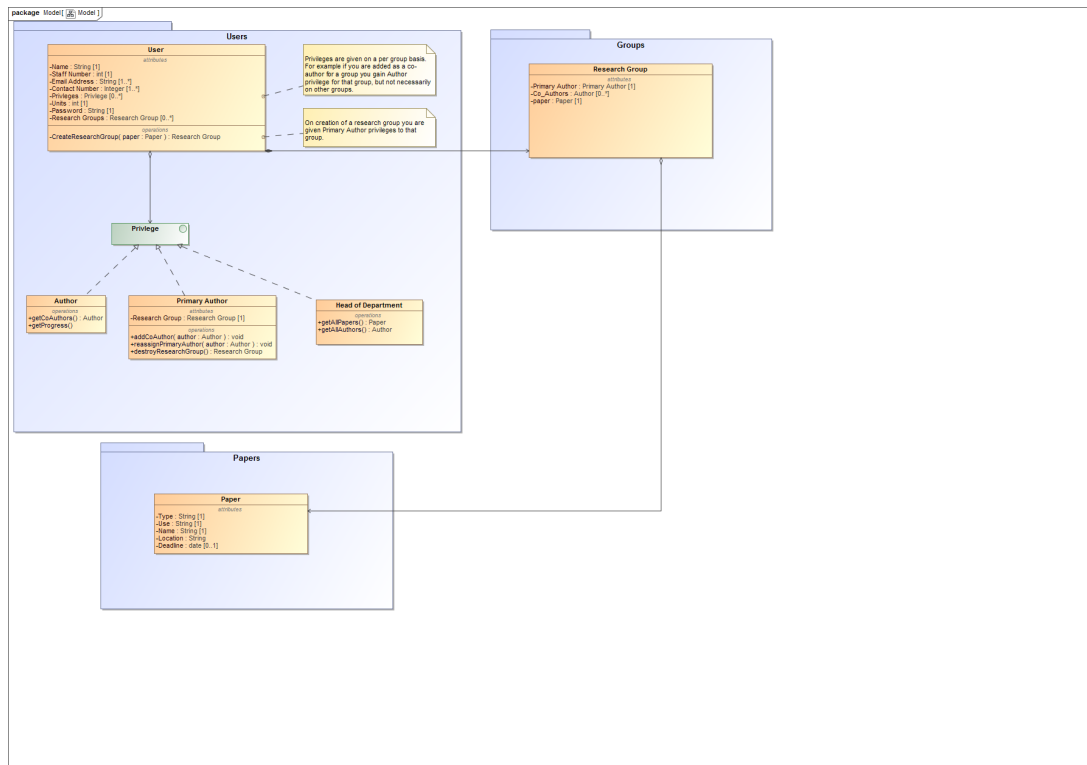 package Model[ Model ]
Users
User
attributes
-Name : String [1]
-Staff Number : int [1]
-Email Address : String [1..*]
-Contact Number : Integer [1..*]
-Privileges : Privilege [0..*]
-Units : int [1]
-Password : String [1]
-Research Groups : Research Group [0..*]
operations
-CreateResearchGroup( paper : Paper ) : Research Group
Privileges are given on a per group basis.
For example if you are added as a co-
author for a group you gain Author
privilege for that group, but not necessarily
on other groups.
On creation of a research group you are
given Primary Author privileges to that
group.
Privlege
Author
operations
+getCoAuthors() : Author
+getProgress()
Primary Author
attributes
-Research Group : Research Group [1]
operations
+addCoAuthor( author : Author ) : void
+reassignPrimaryAuthor( author : Author ) : void
+destroyResearchGroup() : Research Group
Head of Department
operations
+getAllPapers() : Paper
+getAllAuthors() : Author
Groups
Research Group
attributes
-Primary Author : Primary Author [1]
-Co_Authors : Author [0..*]
-paper : Paper [1]
Papers
Paper
attributes
-Type : String [1]
-Use : String [1]
-Name : String [1]
-Location : String
-Deadline : date [0..1]